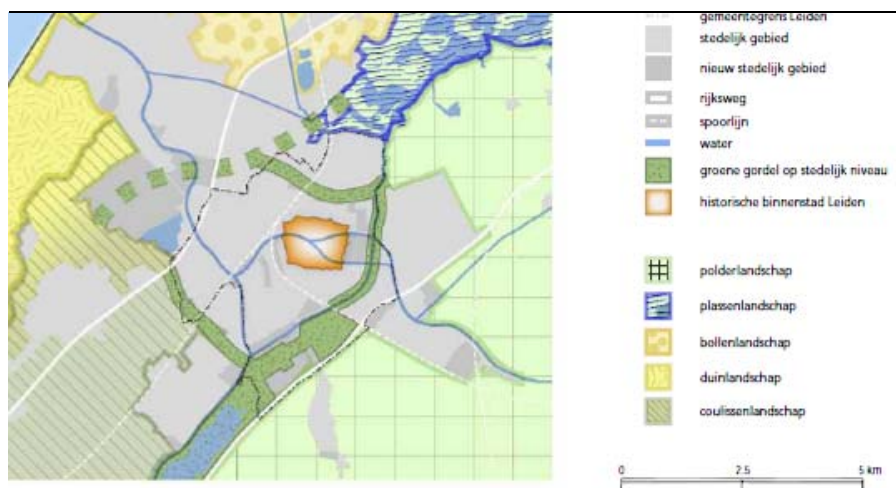 gemeentegrens Leiden
stedelijk gebied
nieuw stedelijk gebied
rijksweg
spoorlijn
water
groene gordel op stedelijk niveau
historische binnenstad Leiden
polderlandschap
plassenlandschap
bollenlandschap
duinlandschap
coulissenlandschap
0 2.5 5 km